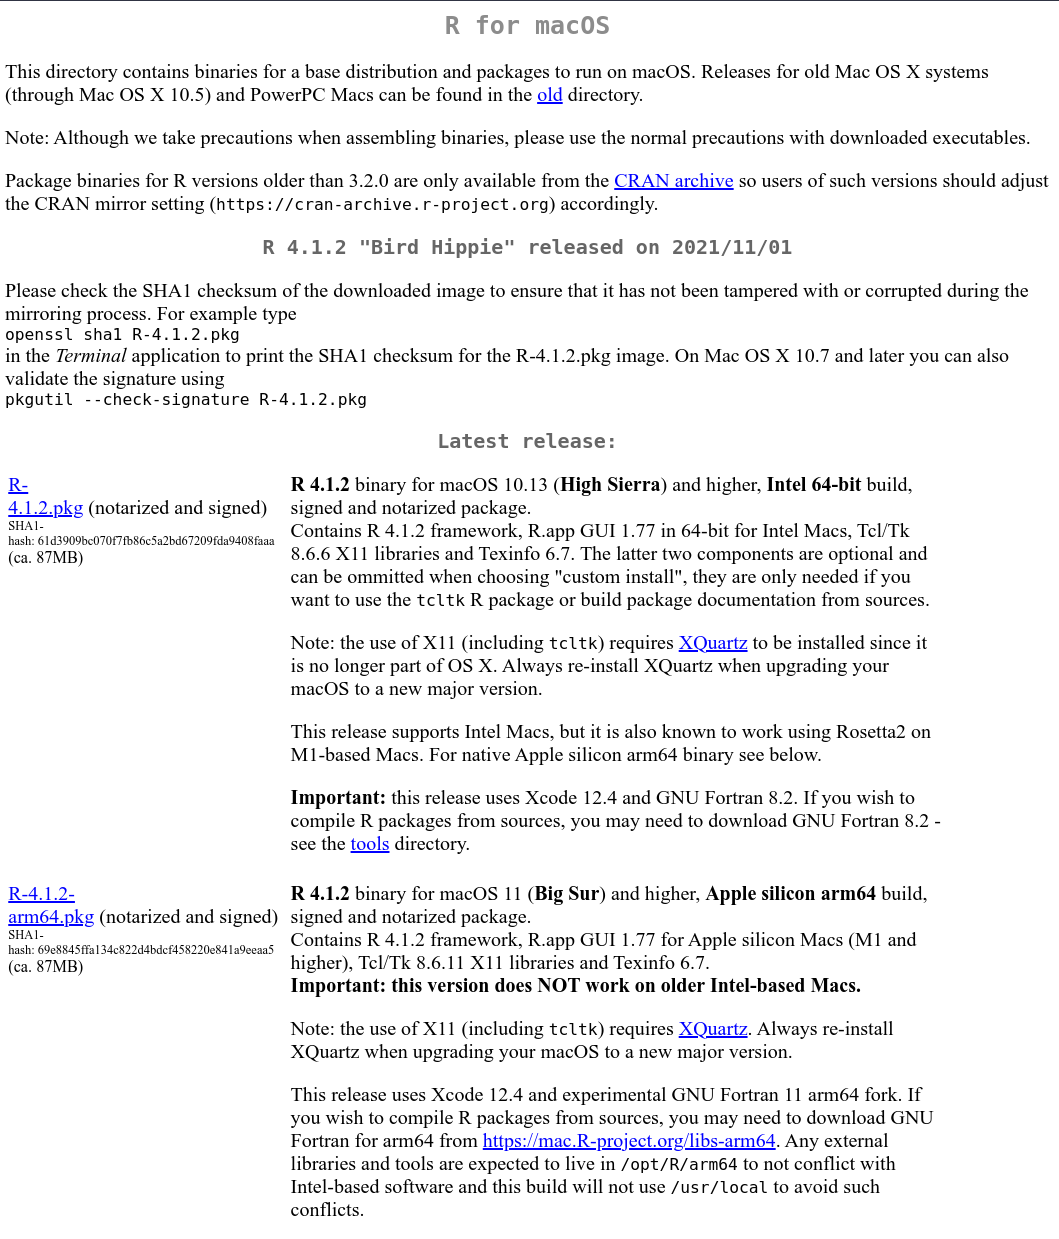 R for macOS
This directory contains binaries for a base distribution and packages to run on macOS. Releases for old Mac OS X systems
(through Mac OS X 10.5) and PowerPC Macs can be found in the old directory.
Note: Although we take precautions when assembling binaries, please use the normal precautions with downloaded executables.
Package binaries for R versions older than 3.2.0 are only available from the CRAN archive so users of such versions should adjust
the CRAN mirror setting (https://cran-archive.r-project.org) accordingly.
R 4.1.2 "Bird Hippie" released on 2021/11/01
Please check the SHA1 checksum of the downloaded image to ensure that it has not been tampered with or corrupted during the
mirroring process. For example type
openssl sha1 R-4.1.2.pkg
in the Terminal application to print the SHA1 checksum for the R-4.1.2.pkg image. On Mac OS X 10.7 and later you can also
validate the signature using
pkgutil --check-signature R-4.1.2.pkg
Latest release:
R-
4.1.2.pkg (notarized and signed)
SHA1-
hash: 61d3909bc070f7fb86c5a2bd67209fda9408faaa
(ca. 87MB)
R 4.1.2 binary for macOS 10.13 (High Sierra) and higher, Intel 64-bit build,
signed and notarized package.
Contains R 4.1.2 framework, R.app GUI 1.77 in 64-bit for Intel Macs, Tcl/Tk
8.6.6 X11 libraries and Texinfo 6.7. The latter two components are optional and
can be ommitted when choosing "custom install", they are only needed if you
want to use the tcltk R package or build package documentation from sources.
Note: the use of X11 (including tcltk) requires XQuartz to be installed since it
is no longer part of OS X. Always re-install XQuartz when upgrading your
macOS to a new major version.
This release supports Intel Macs, but it is also known to work using Rosetta2 on
M1-based Macs. For native Apple silicon arm64 binary see below.
Important: this release uses Xcode 12.4 and GNU Fortran 8.2. If you wish to
compile R packages from sources, you may need to download GNU Fortran 8.2 -
see the tools directory.
R-4.1.2-
arm64.pkg (notarized and signed)
SHA1-
hash: 69e8845ffa134c822d4bdcf458220e841a9eeaa5
(ca. 87MB)
R 4.1.2 binary for macOS 11 (Big Sur) and higher, Apple silicon arm64 build,
signed and notarized package.
Contains R 4.1.2 framework, R.app GUI 1.77 for Apple silicon Macs (M1 and
higher), Tcl/Tk 8.6.11 X11 libraries and Texinfo 6.7.
Important: this version does NOT work on older Intel-based Macs.
Note: the use of X11 (including tcltk) requires XQuartz. Always re-install
XQuartz when upgrading your macOS to a new major version.
This release uses Xcode 12.4 and experimental GNU Fortran 11 arm64 fork. If
you wish to compile R packages from sources, you may need to download GNU
Fortran for arm64 from https://mac.R-project.org/libs-arm64. Any external
libraries and tools are expected to live in /opt/R/arm64 to not conflict with
Intel-based software and this build will not use /usr/local to avoid such
conflicts.